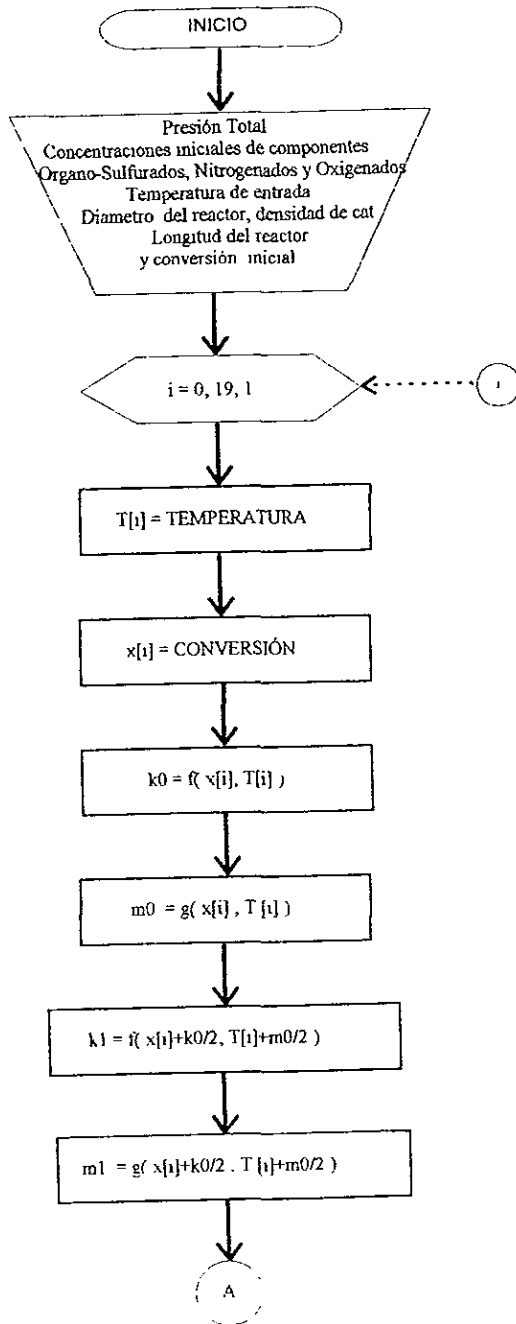 INICIO
Presión Total
Concentraciones iniciales de componentes
Organo-Sulfurados, Nitrogenados y Oxigenados
Temperatura de entrada
Diametro del reactor, densidad de cat
Longitud del reactor
y conversión inicial
i = 0, 19, 1
1
T[i] = TEMPERATURA
x[i] = CONVERSIÓN
k0 = f( x[i], T[i] )
m0 = g( x[i] , T [i] )
k1 = f( x[i]+k0/2, T[i]+m0/2 )
m1 = g( x[i]+k0/2 . T [i]+m0/2 )
A